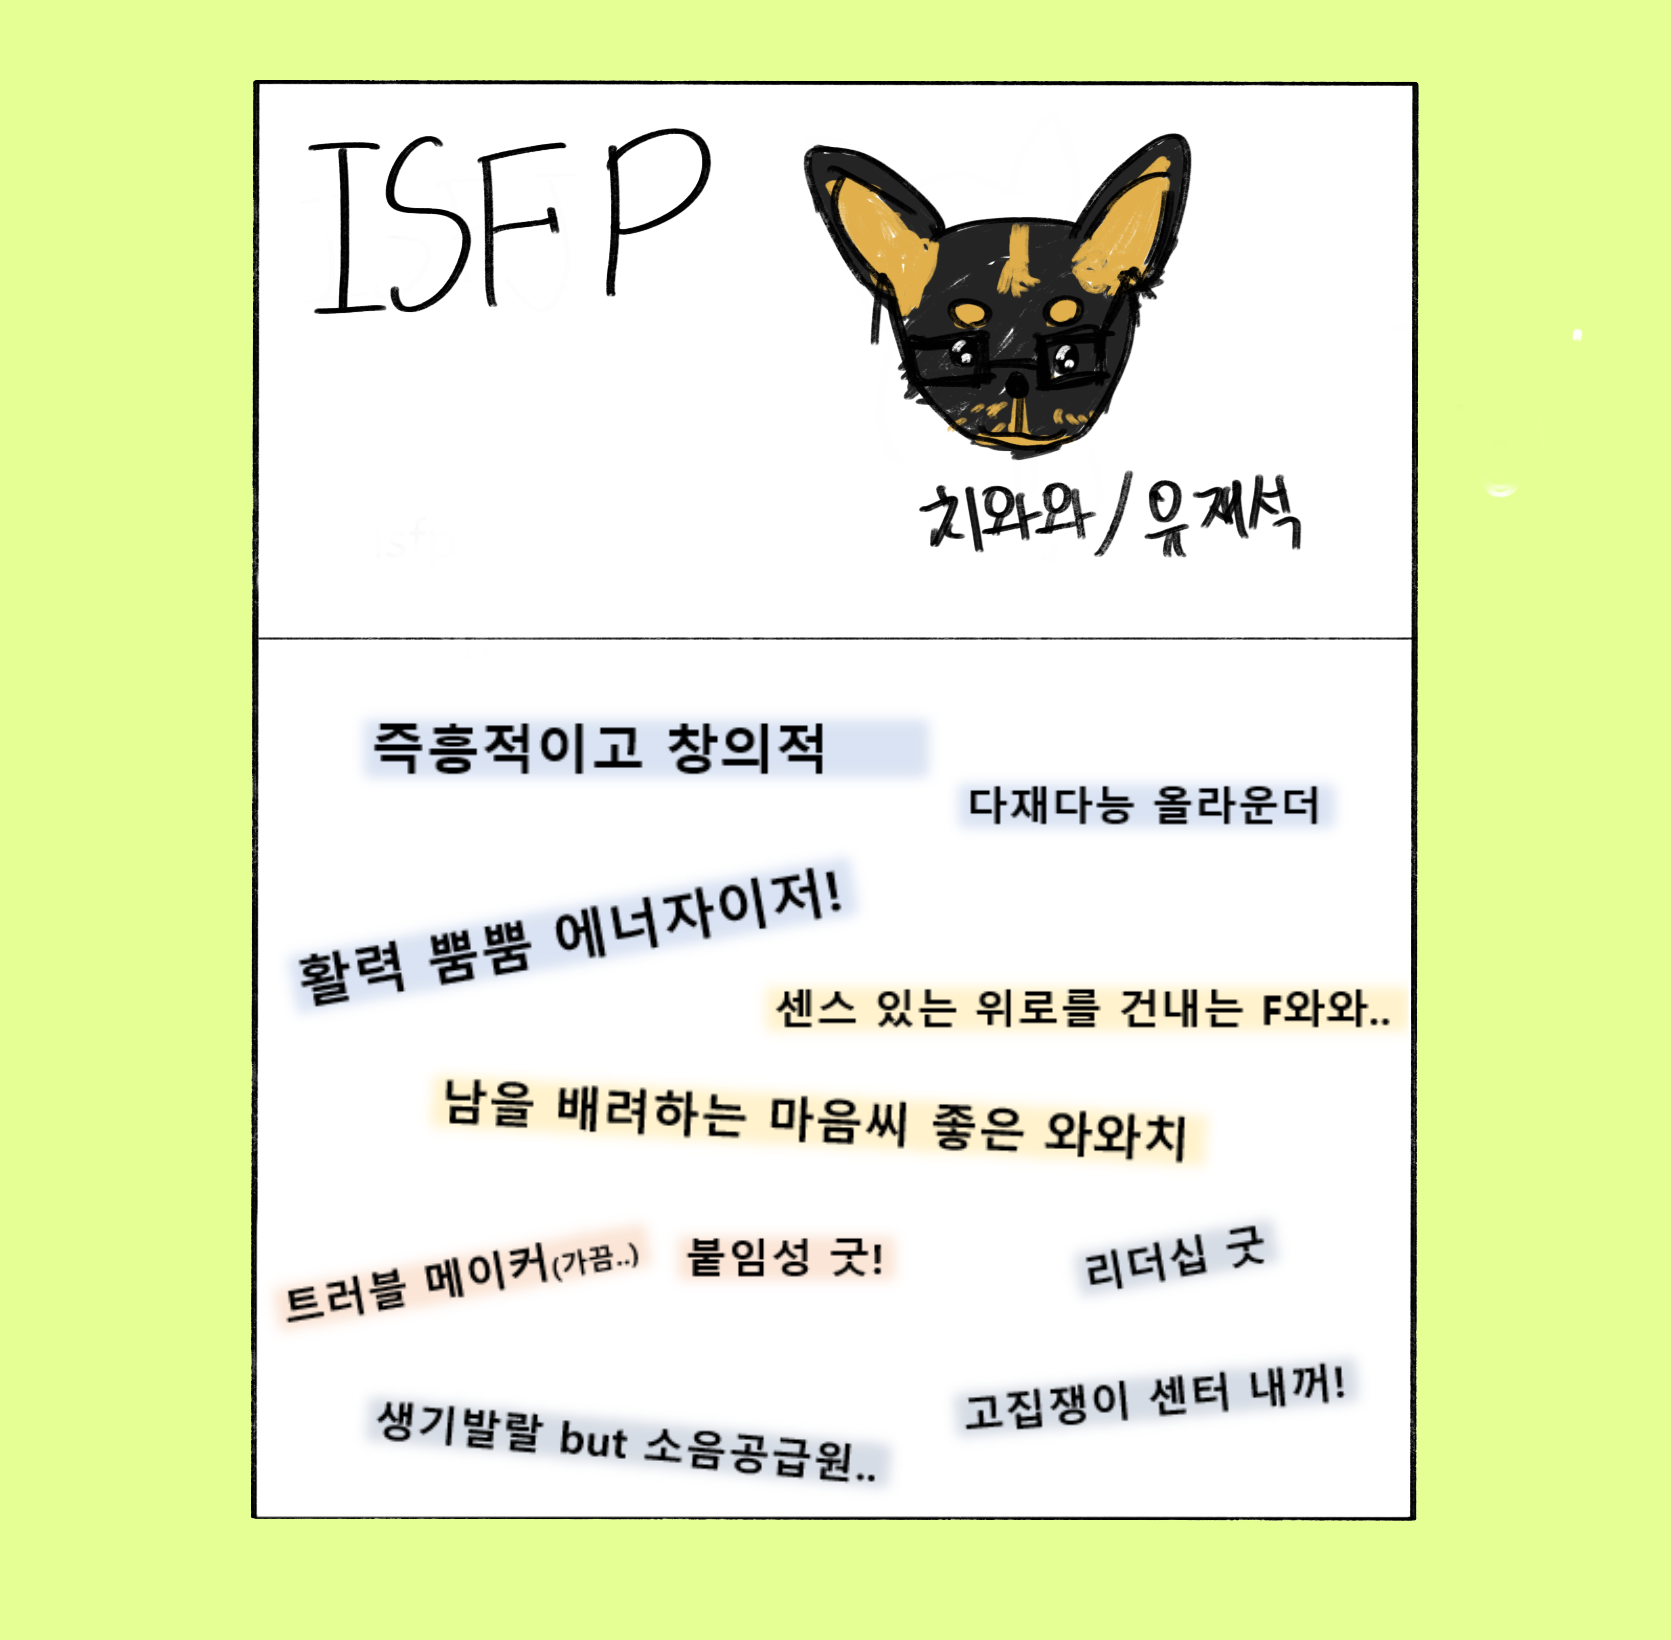 ISFP
치와와/유재석
isfp
즉흥적이고 창의적
다재다능 올라운더
활력 뿜뿜 에너자이저!
센스 있는 위로를 건내는 F와와..
남을 배려하는 마음씨 좋은 와와치
트러블 메이커(가끔..)
붙임성 굿!
리더십 굿
고집쟁이 센터 내꺼!
생기발랄 but 소음공급원..